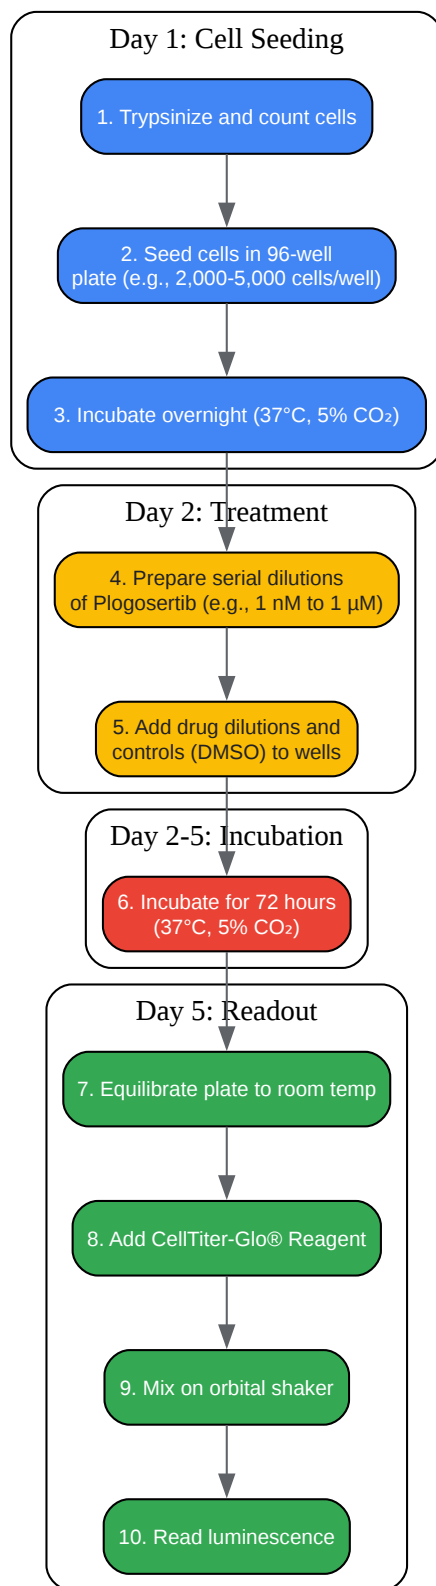 Day 1: Cell Seeding
1. Trypsinize and count cells
2. Seed cells in 96-well
plate (e.g., 2,000-5,000 cells/well)
3. Incubate overnight (37°C, 5% CO₂)
Day 2: Treatment
4. Prepare serial dilutions
of Plogosertib (e.g., 1 nM to 1 µM)
5. Add drug dilutions and
controls (DMSO) to wells
Day 2-5: Incubation
6. Incubate for 72 hours
(37°C, 5% CO₂)
Day 5: Readout
7. Equilibrate plate to room temp
8. Add CellTiter-Glo® Reagent
9. Mix on orbital shaker
10. Read luminescence